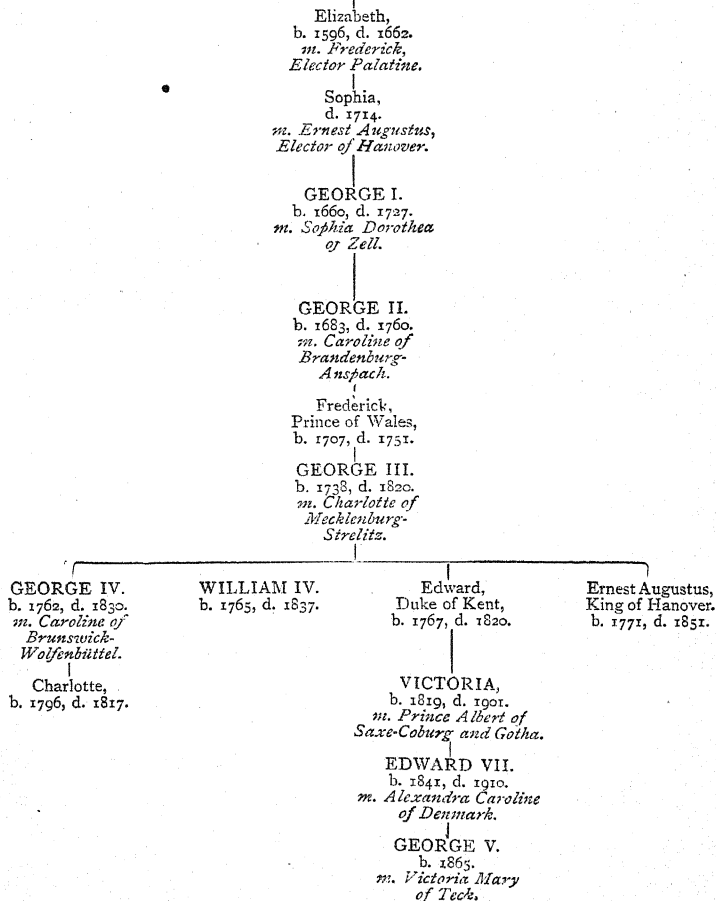 Elizabeth,
b. 1596, d. 1662.
m. Frederick,
Elector Palatine.
Sophia,
d. 1714.
m. Ernest Augustus,
Elector of Hanover.
GEORGE I.
b. 1660, d. 1727.
m. Sophia Dorothea
of Zell.
GEORGE II.
b. 1683, d. 1760.
m. Caroline of
Brandenburg-
Anspach.
Frederick,
Prince of Wales,
b. 1707, d. 1751.
GEORGE III.
b. 1738, d. 1820.
m. Charlotte of
Mecklenburg-
Strelitz.
GEORGE IV.
b. 1762, d. 1830.
m. Caroline of
Brunswick-
Wolfenbüttel.
Charlotte,
b. 1796, d. 1817.
WILLIAM IV.
b. 1765, d. 1837.
Edward,
Duke of Kent,
b. 1767, d. 1820.
VICTORIA,
b. 1819, d. 1901.
m. Prince Albert of
Saxe-Coburg and Gotha.
EDWARD VII.
b. 1841, d. 1910.
m. Alexandra Caroline
of Denmark.
GEORGE V.
b. 1865.
m. Victoria Mary
of Teck.
Ernest Augustus,
King of Hanover.
b. 1771, d. 1851.